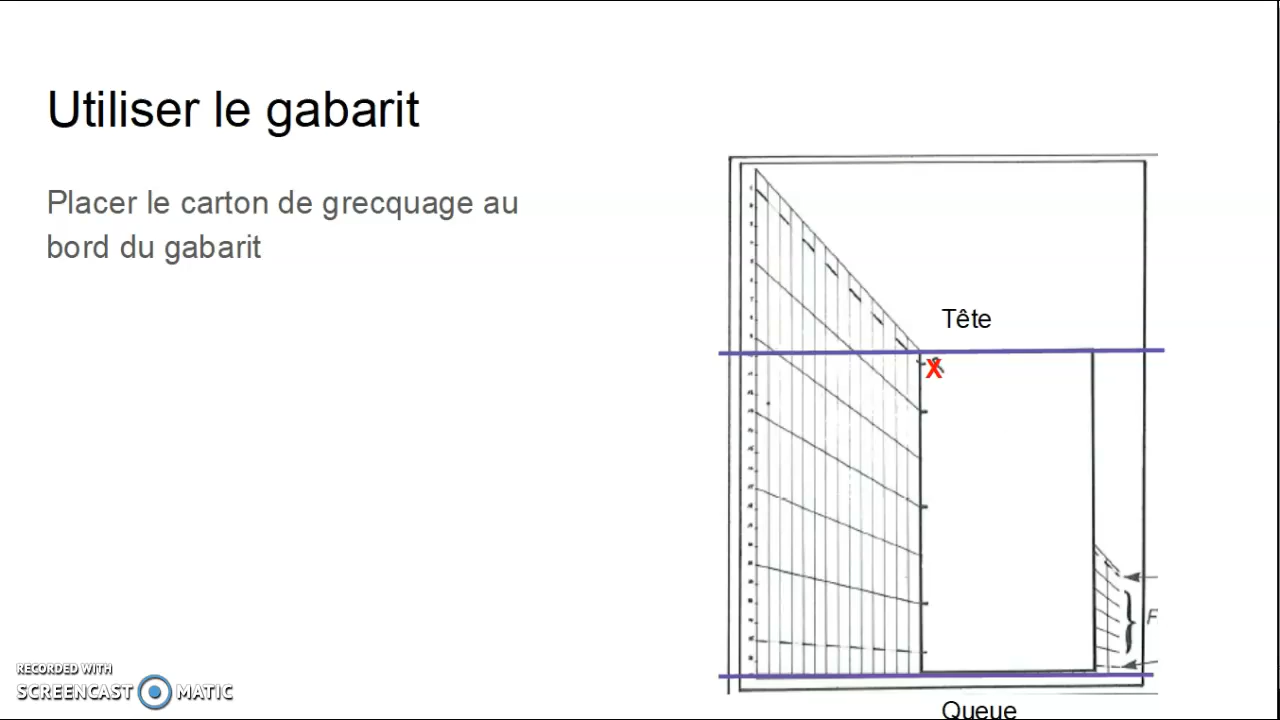 Utiliser le gabarit
Placer le carton de grecquage au
bord du gabarit
Tête
X
F
Queue
RECORDED WITH
SCREENCAST MATIC